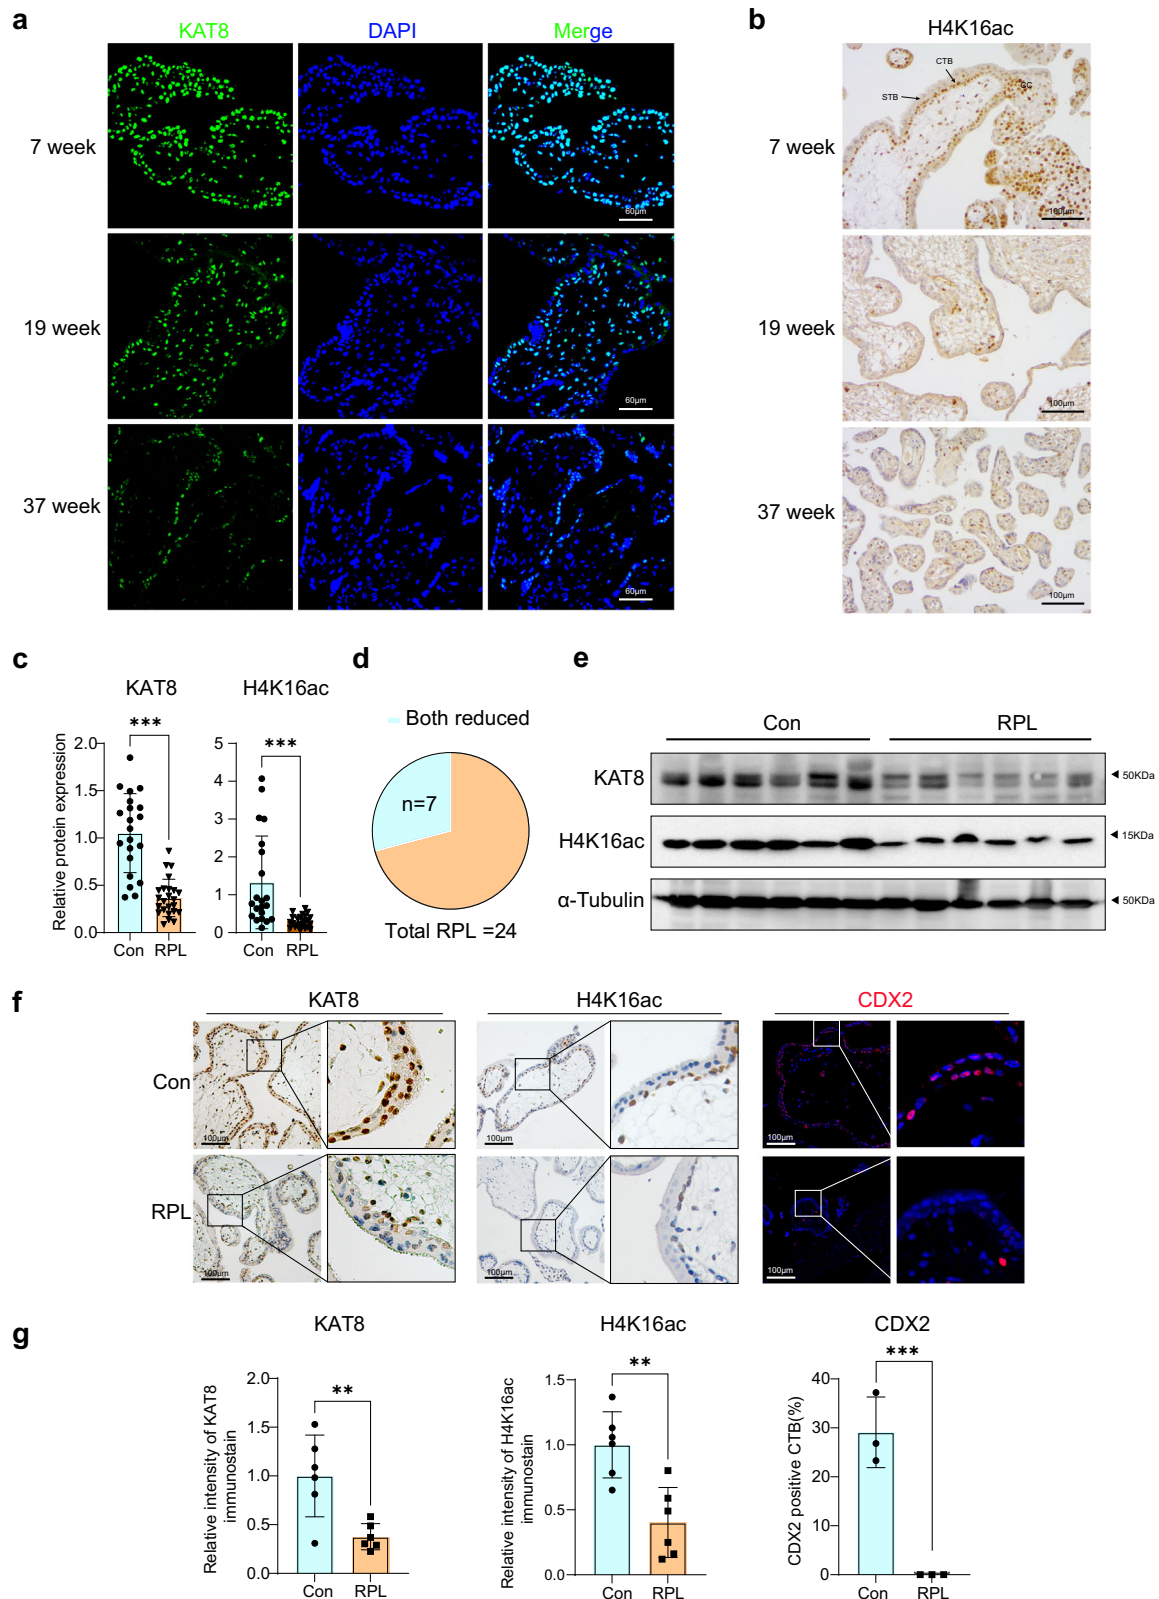 a
KAT8 DAPI Merge
7 week
60µm
19 week
60µm
37 week
60µm
b
H4K16ac
CTB
STB
CC
7 week
100µm
19 week
100µm
37 week
100µm
c
KAT8 H4K16ac
Relative protein expression
2.0
1.5
1.0
0.5
0.0
***
Con RPL
5
4
3
2
1
0
***
Con RPL
d
Both reduced
n=7
Total RPL =24
e
Con RPL
KAT8 50KDa
H4K16ac 15KDa
α-Tubulin 50KDa
f
KAT8 H4K16ac CDX2
Con
100µm 100µm 100µm
RPL
100µm 100µm 100µm
g
KAT8
Relative intensity of KAT8
immunostain
2.0
1.5
1.0
0.5
0.0
**
Con RPL
H4K16ac
Relative intensity of H4K16ac
immunostain
1.5
1.0
0.5
0.0
**
Con RPL
CDX2
CDX2 positive CTB(%)
40
30
20
10
0
***
Con RPL